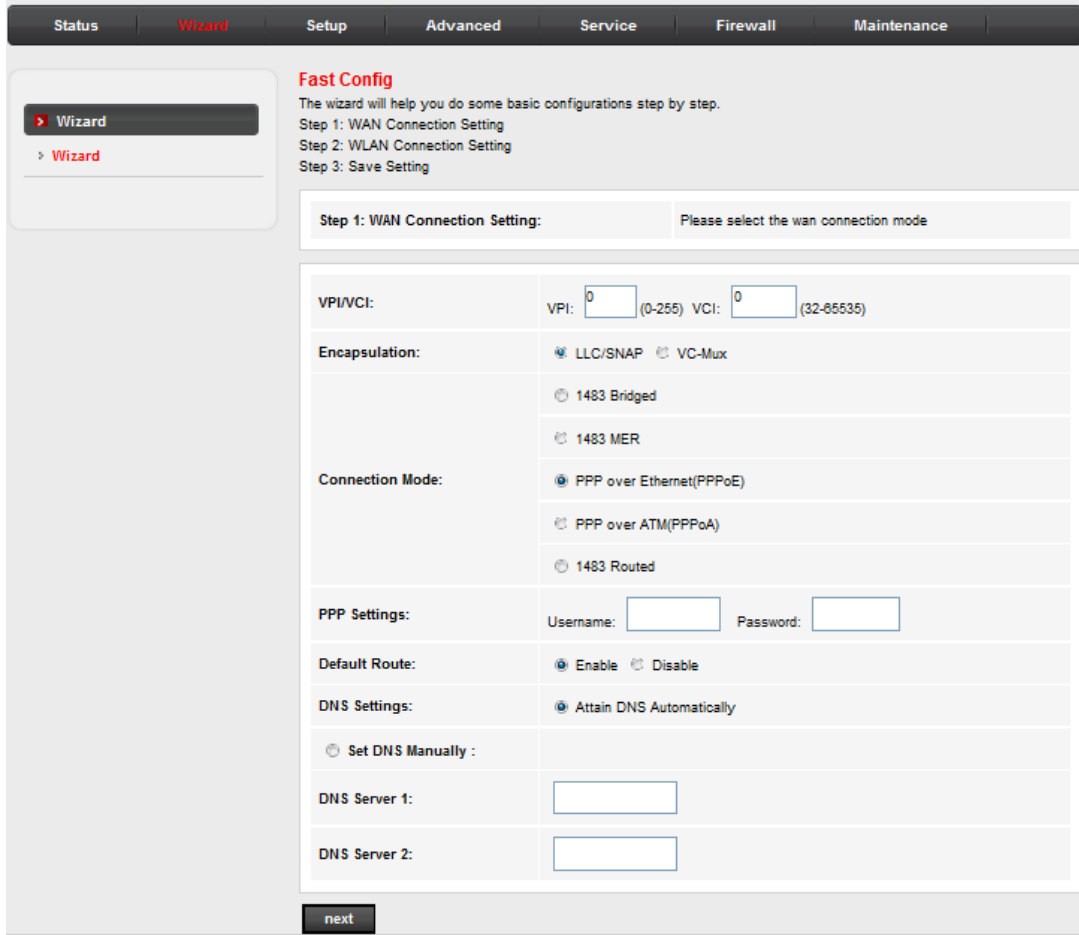 Status Wizard Setup Advanced Service Firewall Maintenance
Wizard
Wizard
Fast Config
The wizard will help you do some basic configurations step by step.
Step 1: WAN Connection Setting
Step 2: WLAN Connection Setting
Step 3: Save Setting
Step 1: WAN Connection Setting: Please select the wan connection mode
VPI/VCI: VPI: 0 (0-255) VCI: 0 (32-65535)
Encapsulation: LLC/SNAP VC-Mux
Connection Mode:
1483 Bridged
1483 MER
PPP over Ethernet(PPPoE)
PPP over ATM(PPPoA)
1483 Routed
PPP Settings: Username: Password:
Default Route: Enable Disable
DNS Settings: Attain DNS Automatically
Set DNS Manually :
DNS Server 1:
DNS Server 2:
next